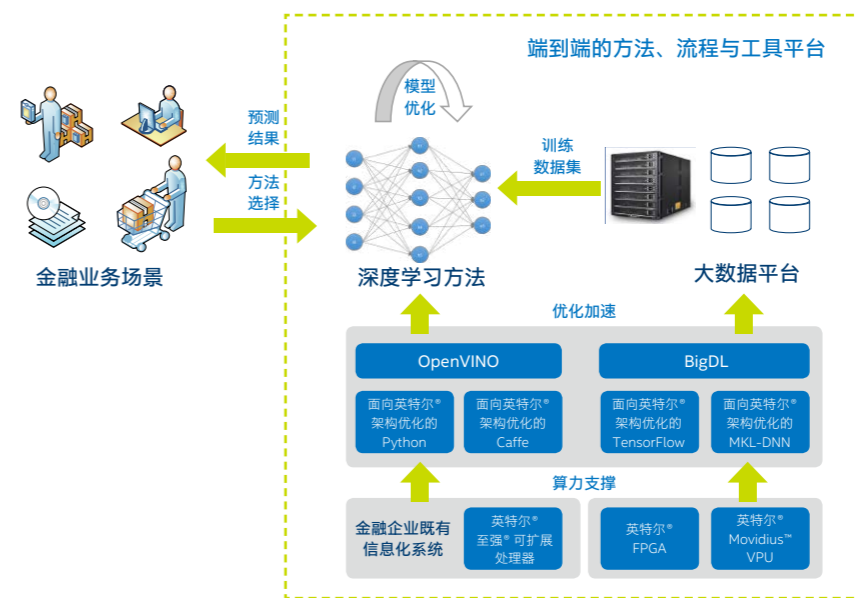 端到端的方法、流程与工具平台
模型
优化
预测
结果
方法
选择
训练
数据集
金融业务场景
深度学习方法
大数据平台
优化加速
OpenVINO
BigDL
面向英特尔®
架构优化的
Python
面向英特尔®
架构优化的
Caffe
面向英特尔®
架构优化的
TensorFlow
面向英特尔®
架构优化的
MKL-DNN
算力支撑
金融企业既有
信息化系统
英特尔®
至强® 可扩展
处理器
英特尔®
FPGA
英特尔®
Movidius™
VPU